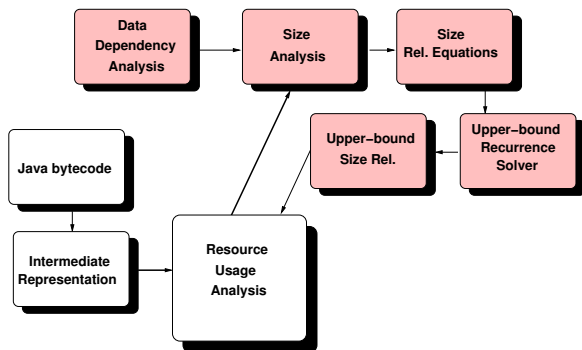 Data
Dependency
Analysis
Size
Analysis
Size
Rel. Equations
Upper−bound
Size Rel.
Upper−bound
Recurrence
Solver
Java bytecode
Intermediate
Representation
Resource
Usage
Analysis